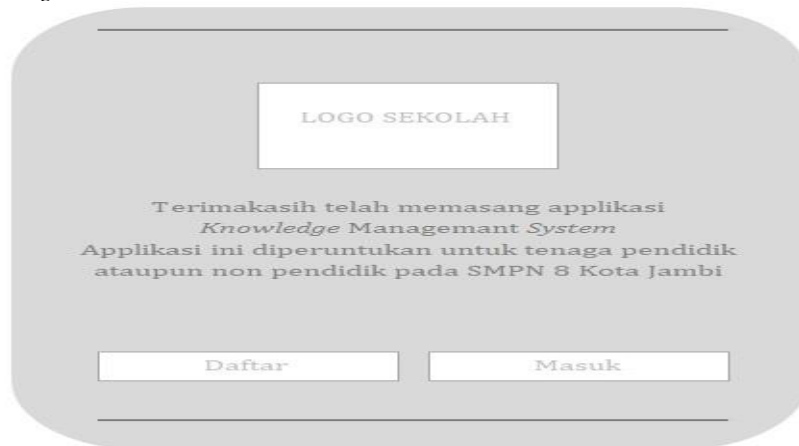 LOGO SEKOLAH
Terimakasih telah memasang applikasi
Knowledge Managemant System
Applikasi ini diperuntukan untuk tenaga pendidik
ataupun non pendidik pada SMPN 8 Kota Jambi
Daftar
Masuk